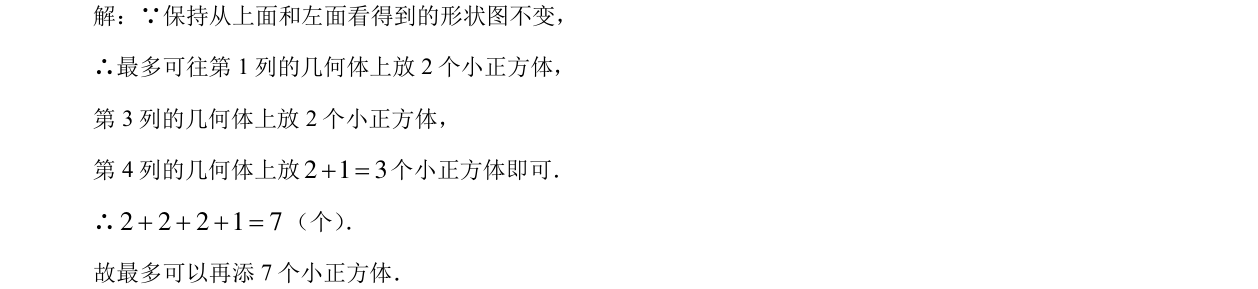 解：∵保持从上面和左面看得到的形状图不变，
∴最多可往第 1 列的几何体上放 2 个小正方体，
第 3 列的几何体上放 2 个小正方体，
第 4 列的几何体上放 2+1=3 个小正方体即可．
∴2+2+2+1=7（个）．
故最多可以再添 7 个小正方体．